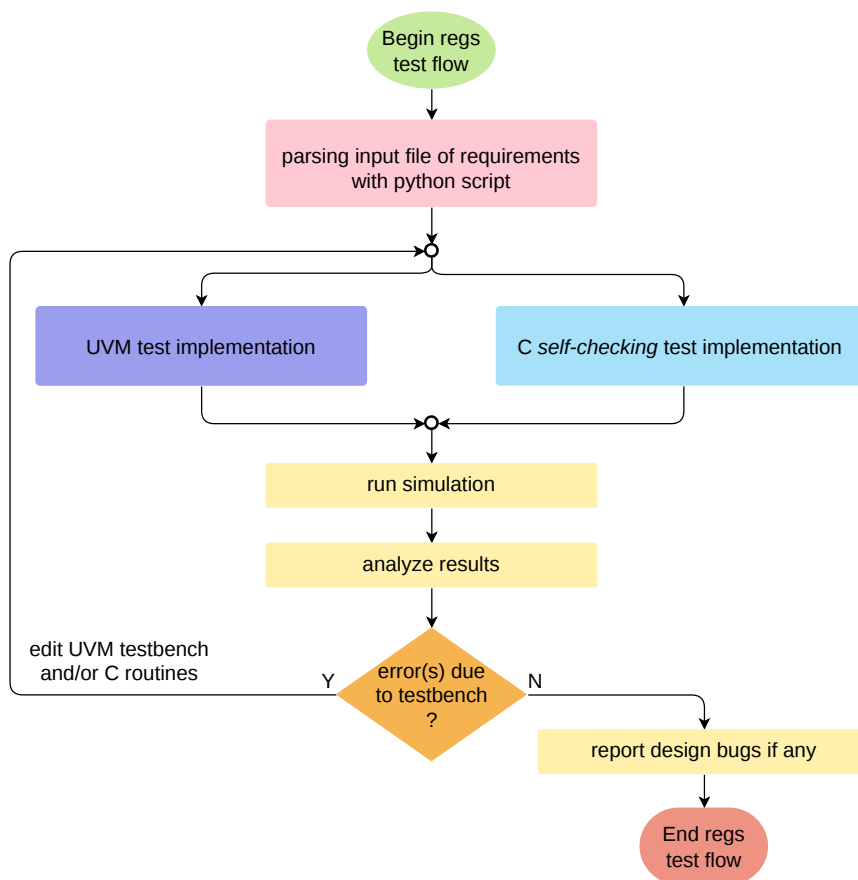 Begin regs
test flow
parsing input file of requirements
with python script
UVM test implementation
C self-checking test implementation
run simulation
analyze results
edit UVM testbench
and/or C routines
Y
error(s) due
to testbench
?
N
report design bugs if any
End regs
test flow